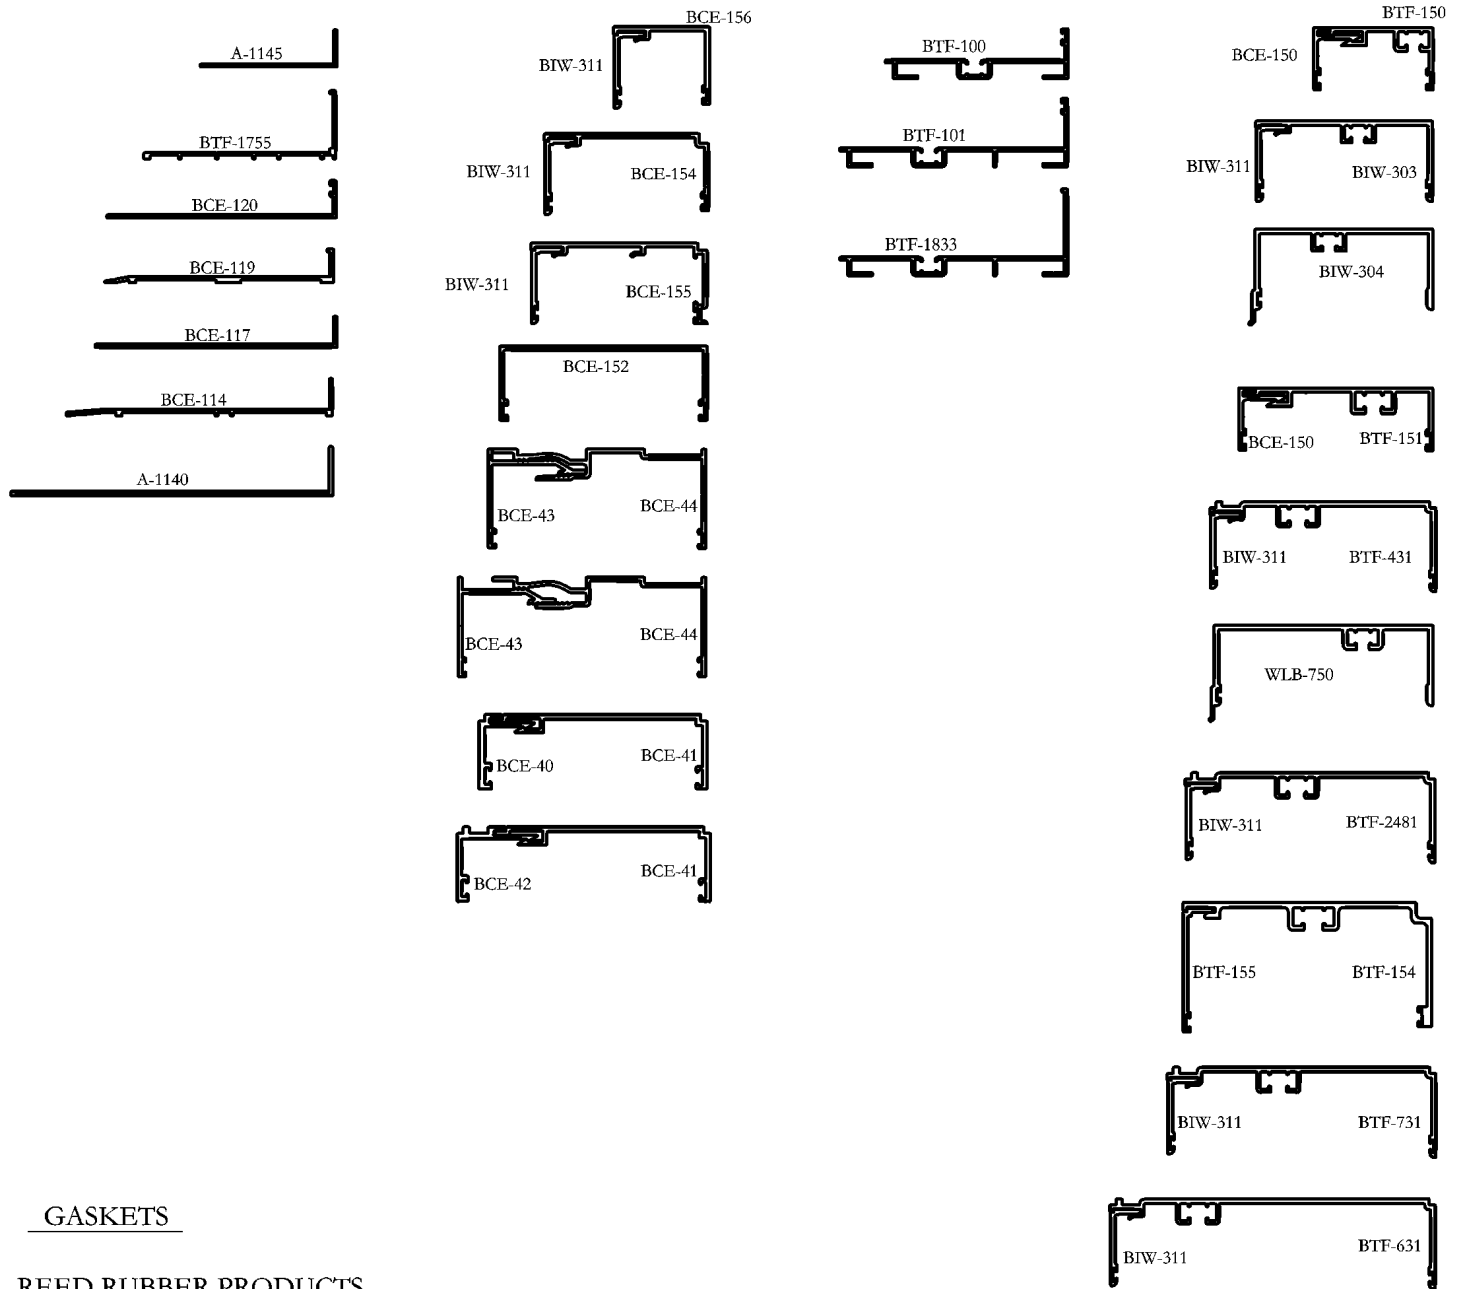 A-1145
BTF-1755
BCE-120
BCE-119
BCE-117
BCE-114
A-1140
BCE-156
BIW-311
BIW-311
BCE-154
BIW-311
BCE-155
BCE-152
BCE-43
BCE-44
BCE-43
BCE-44
BCE-40
BCE-41
BCE-42
BCE-41
BTF-100
BTF-101
BTF-1833
BTF-150
BCE-150
BIW-311
BIW-303
BIW-304
BCE-150
BTF-151
BIW-311
BTF-431
WLB-750
BIW-311
BTF-2481
BTF-155
BTF-154
BIW-311
BTF-731
BIW-311
BTF-631
GASKETS
REED RUBBER PRODUCTS